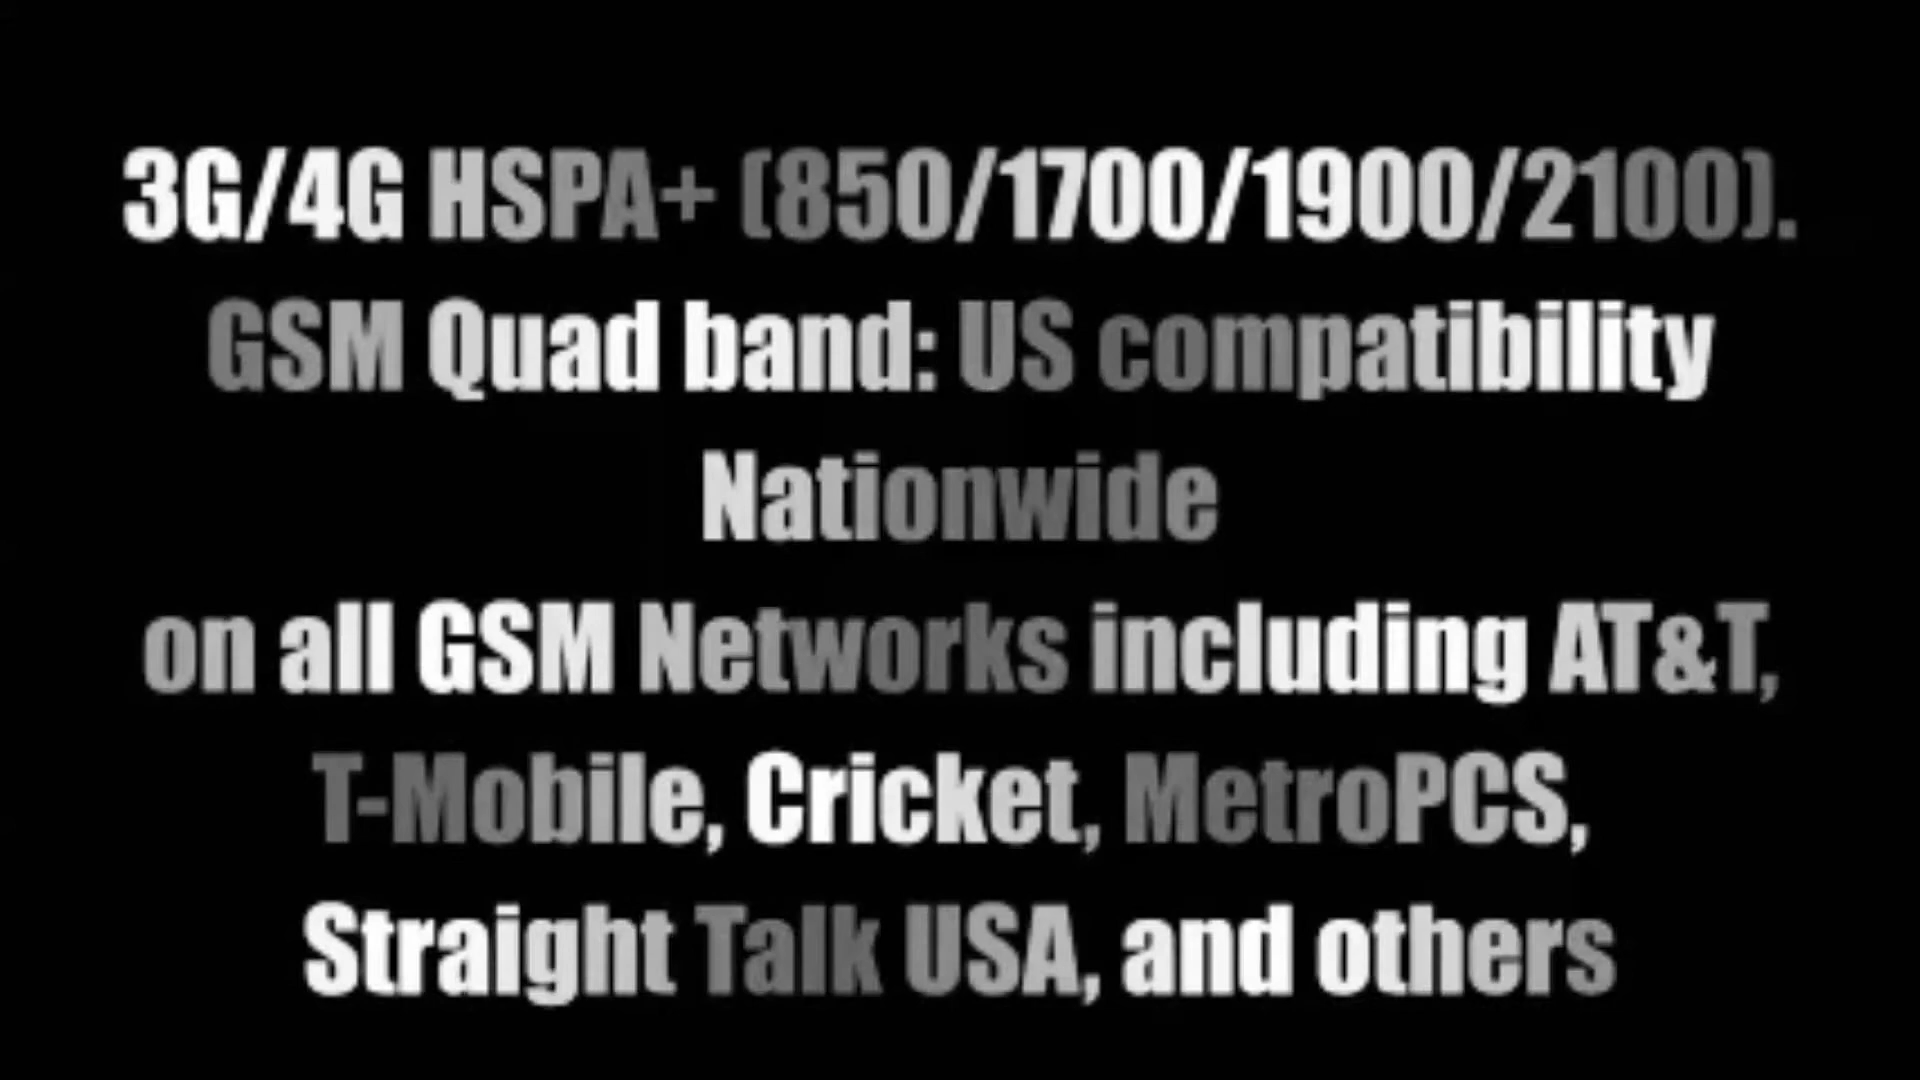 3G/4G HSPA+ (850/1700/1900/2100).
GSM Quad band: US compatibility
Nationwide
on all GSM Networks including AT&T,
T-Mobile, Cricket, MetroPCS,
Straight Talk USA, and others